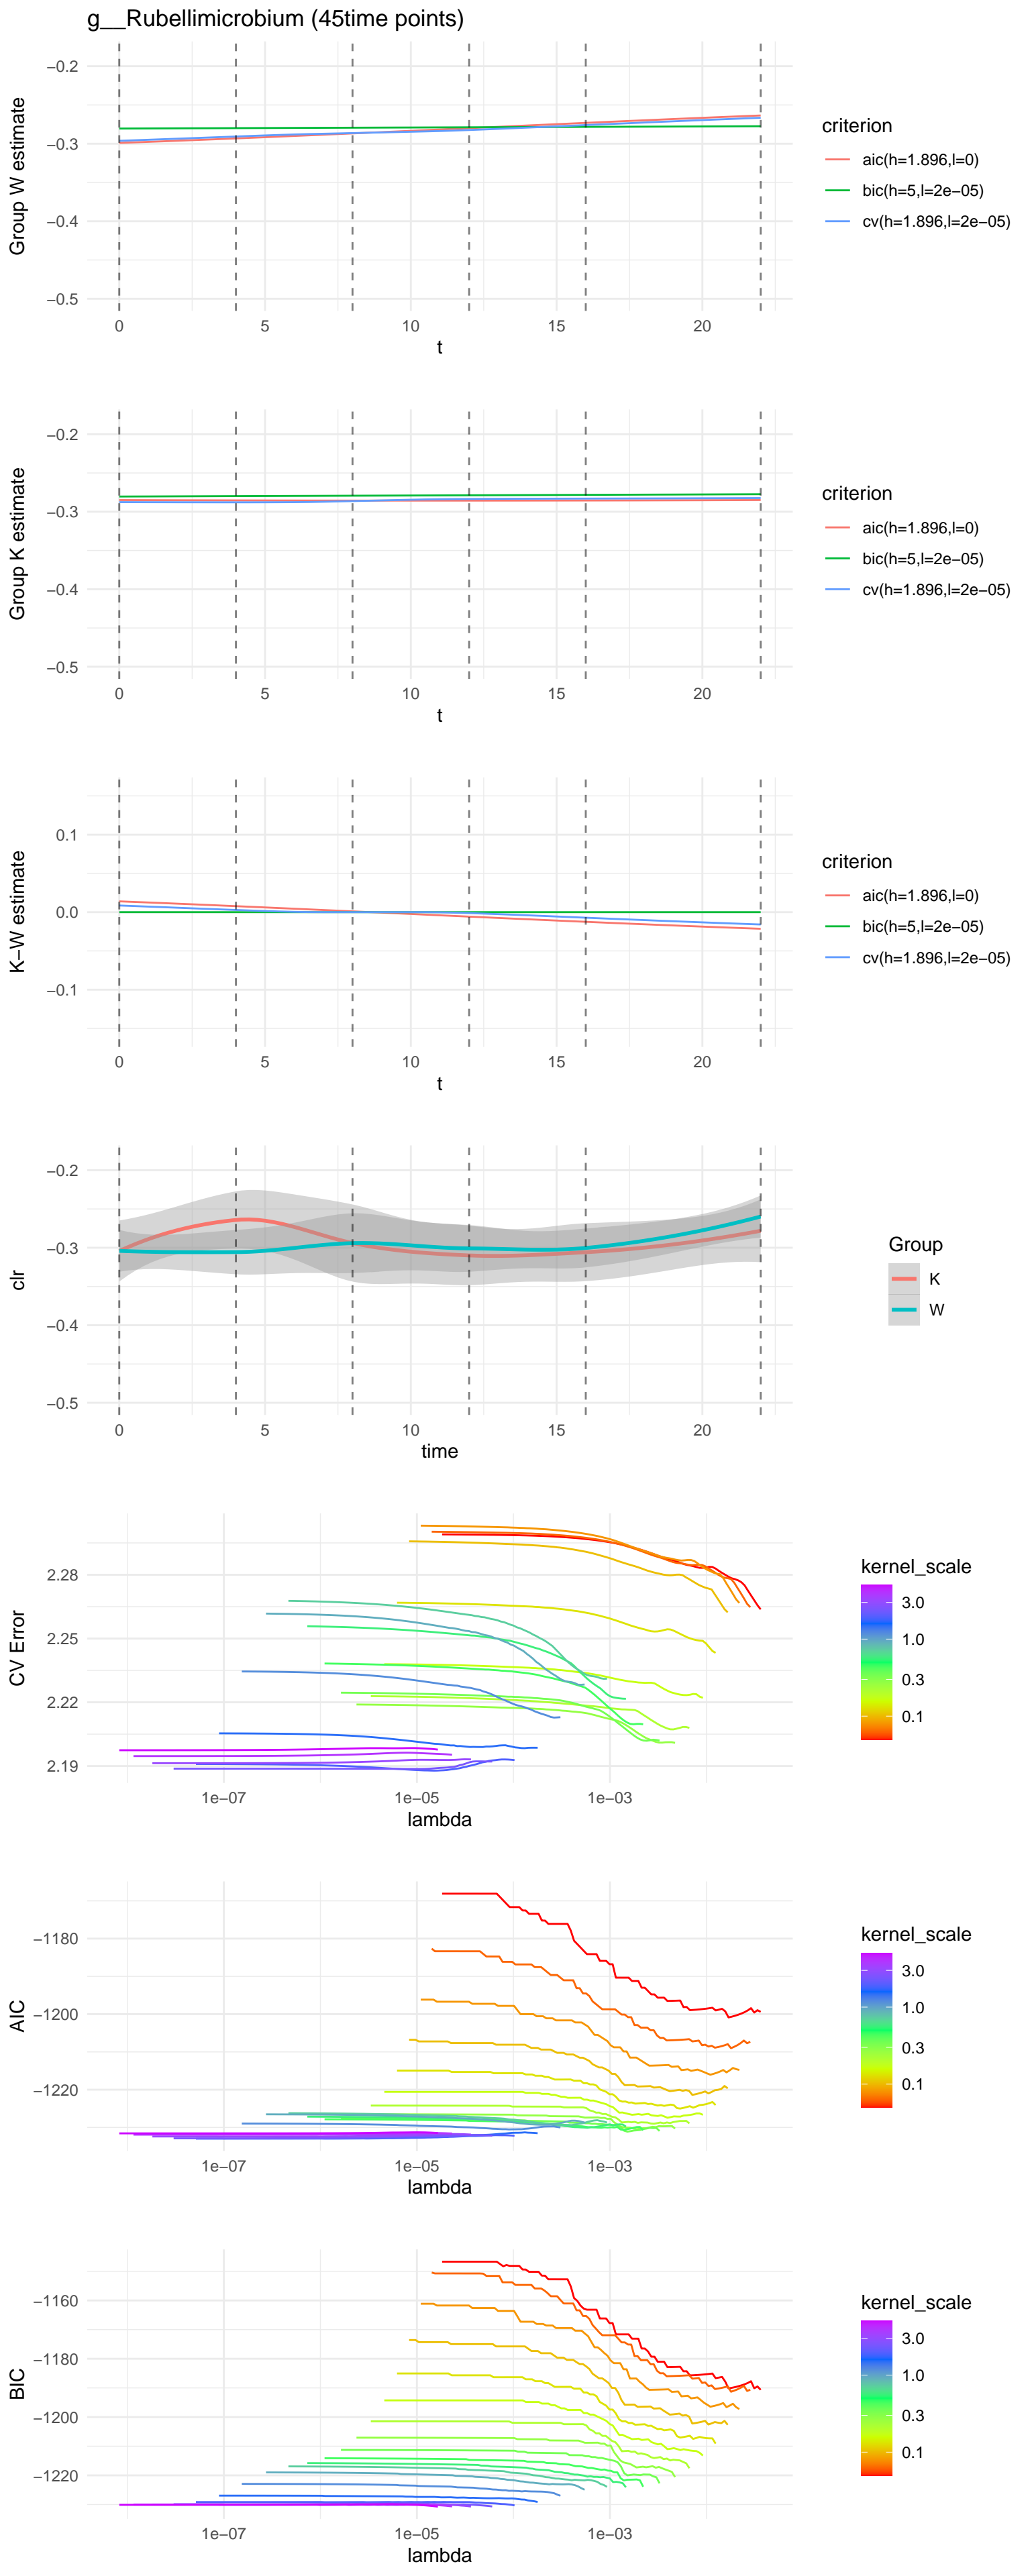 g__Rubellimicrobium (45time points)
Group W estimate
−0.2
−0.3
−0.4
−0.5
0 5 10 15 20
t
criterion
aic(h=1.896,l=0)
bic(h=5,l=2e−05)
cv(h=1.896,l=2e−05)
Group K estimate
−0.2
−0.3
−0.4
−0.5
0 5 10 15 20
t
criterion
aic(h=1.896,l=0)
bic(h=5,l=2e−05)
cv(h=1.896,l=2e−05)
K−W estimate
0.1
0.0
−0.1
0 5 10 15 20
t
criterion
aic(h=1.896,l=0)
bic(h=5,l=2e−05)
cv(h=1.896,l=2e−05)
clr
−0.2
−0.3
−0.4
−0.5
0 5 10 15 20
time
Group
K
W
CV Error
2.28
2.25
2.22
2.19
1e−07 1e−05 1e−03
lambda
kernel_scale
3.0
1.0
0.3
0.1
AIC
−1180
−1200
−1220
1e−07 1e−05 1e−03
lambda
kernel_scale
3.0
1.0
0.3
0.1
BIC
−1160
−1180
−1200
−1220
1e−07 1e−05 1e−03
lambda
kernel_scale
3.0
1.0
0.3
0.1